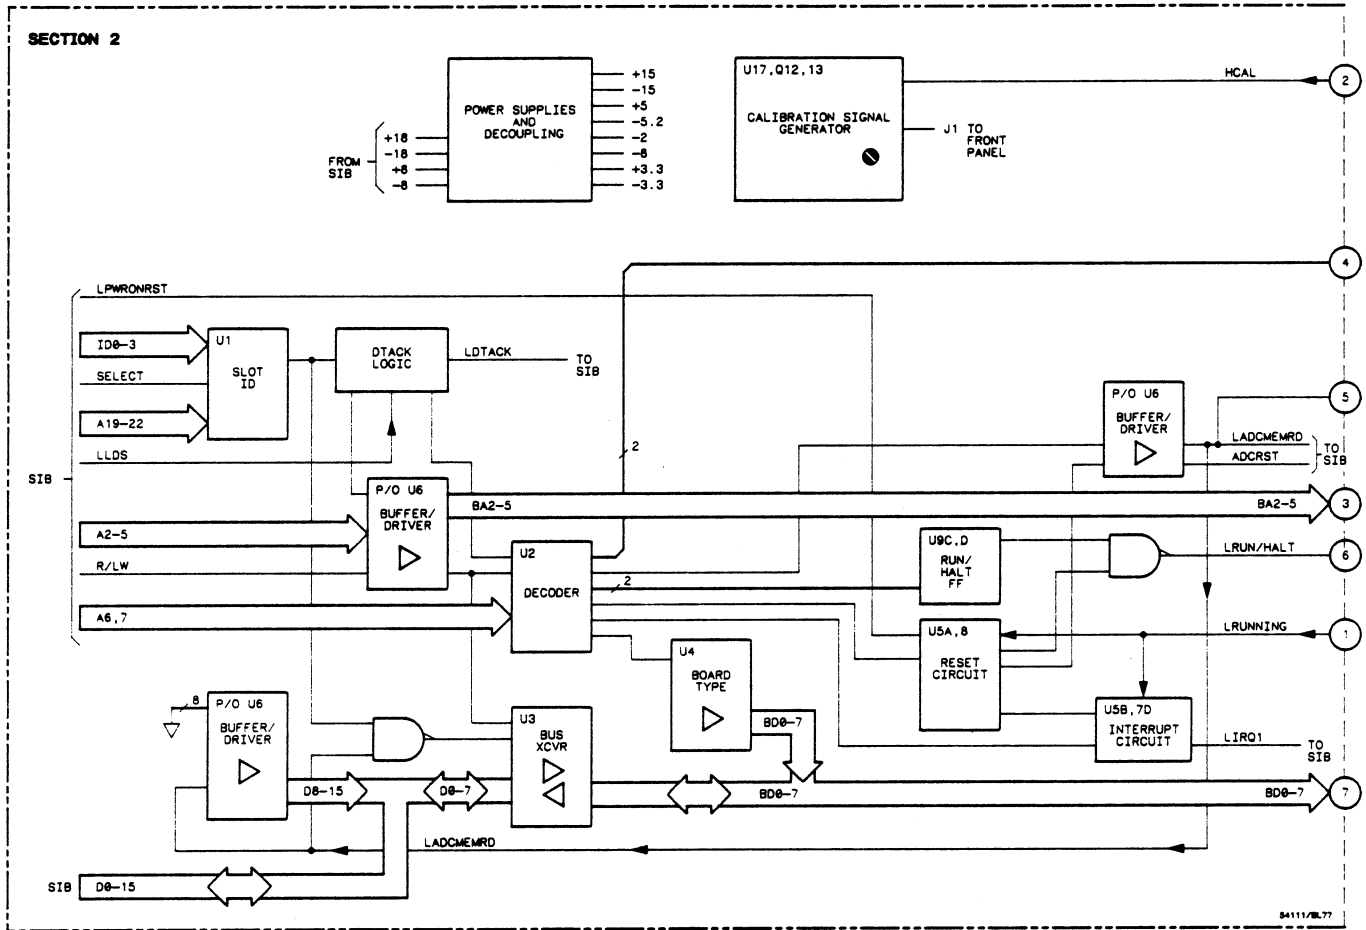 SECTION 2
POWER SUPPLIES
AND
DECOUPLING
+18
-18
+8
-8
FROM
SIB
+15
-15
+5
-5.2
-2
-8
+3.3
-3.3
U17,Q12,13
CALIBRATION SIGNAL
GENERATOR
HCAL
2
J1 TO
FRONT
PANEL
4
LPWRONRST
ID0-3
SELECT
A19-22
LLDS
SIB
A2-5
R/LW
A6,7
U1
SLOT
ID
DTACK
LOGIC
LDTACK
TO
SIB
2
P/O U6
BUFFER/
DRIVER
5
LADCMEMRD
ADCRST
TO
SIB
P/O U6
BUFFER/
DRIVER
BA2-5
BA2-5
3
U2
DECODER
2
U9C,D
RUN/
HALT
FF
LRUN/HALT
6
U5A,8
RESET
CIRCUIT
LRUNNING
1
U4
BOARD
TYPE
BD0-7
U5B,7D
INTERRUPT
CIRCUIT
LIRQ1
TO
SIB
8
P/O U6
BUFFER/
DRIVER
D8-15
D0-7
U3
BUS
XCVR
BD0-7
BD0-7
7
LADCMEMRD
SIB
D0-15
54111/BL77